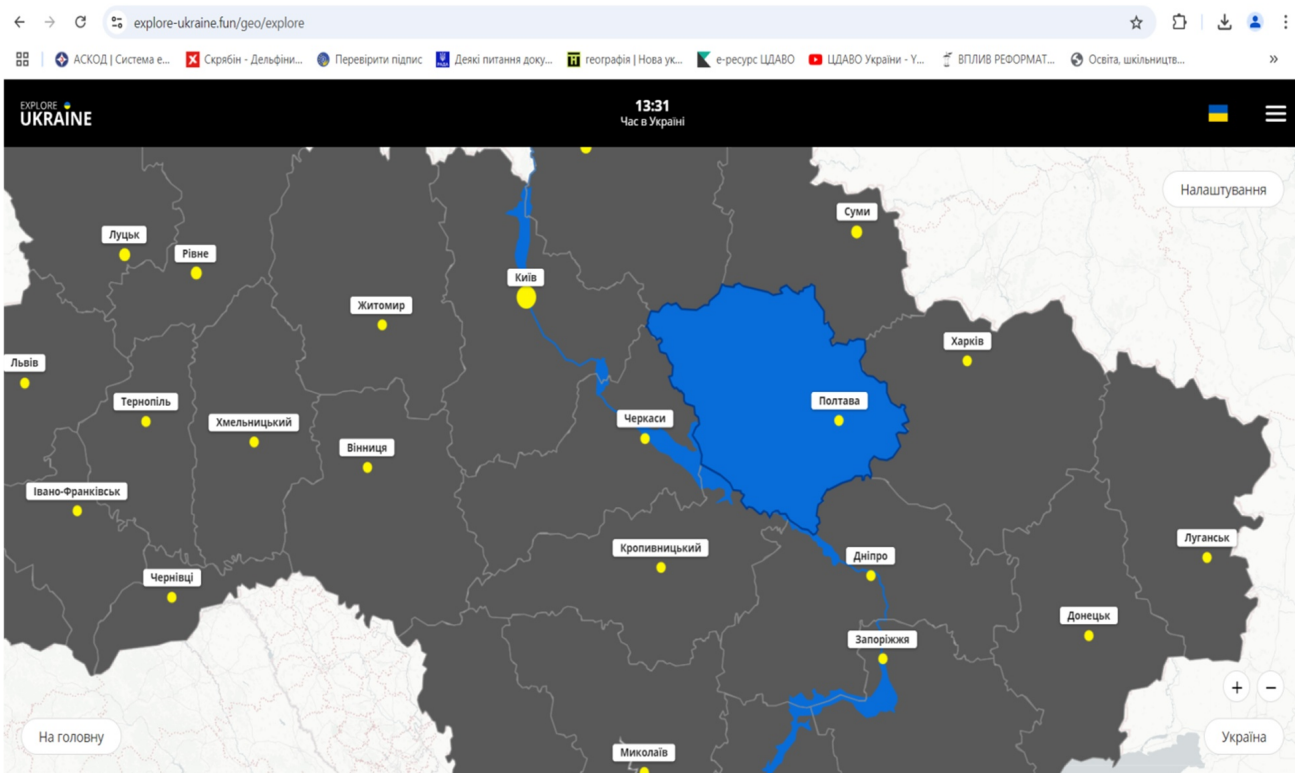 explore-ukraine.fun/geo/explore
АСКОД | Система е...
Скрябін - Дельфіни...
Перевірити підпис
Деякі питання доку...
географія | Нова ук...
е-ресурс ЦДАВО
ЦДАВО України - Y...
ВПЛИВ РЕФОРМАТ...
Освіта, шкільництв...
»
EXPLORE
UKRAINE
13:31
Час в Україні
Налаштування
Суми
Луцьк
Рівне
Київ
Житомир
Харків
Львів
Тернопіль
Полтава
Хмельницький
Черкаси
Вінниця
Івано-Франківськ
Луганськ
Кропивницький
Дніпро
Чернівці
Донецьк
Запоріжжя
+ −
На головну
Україна
Миколаїв